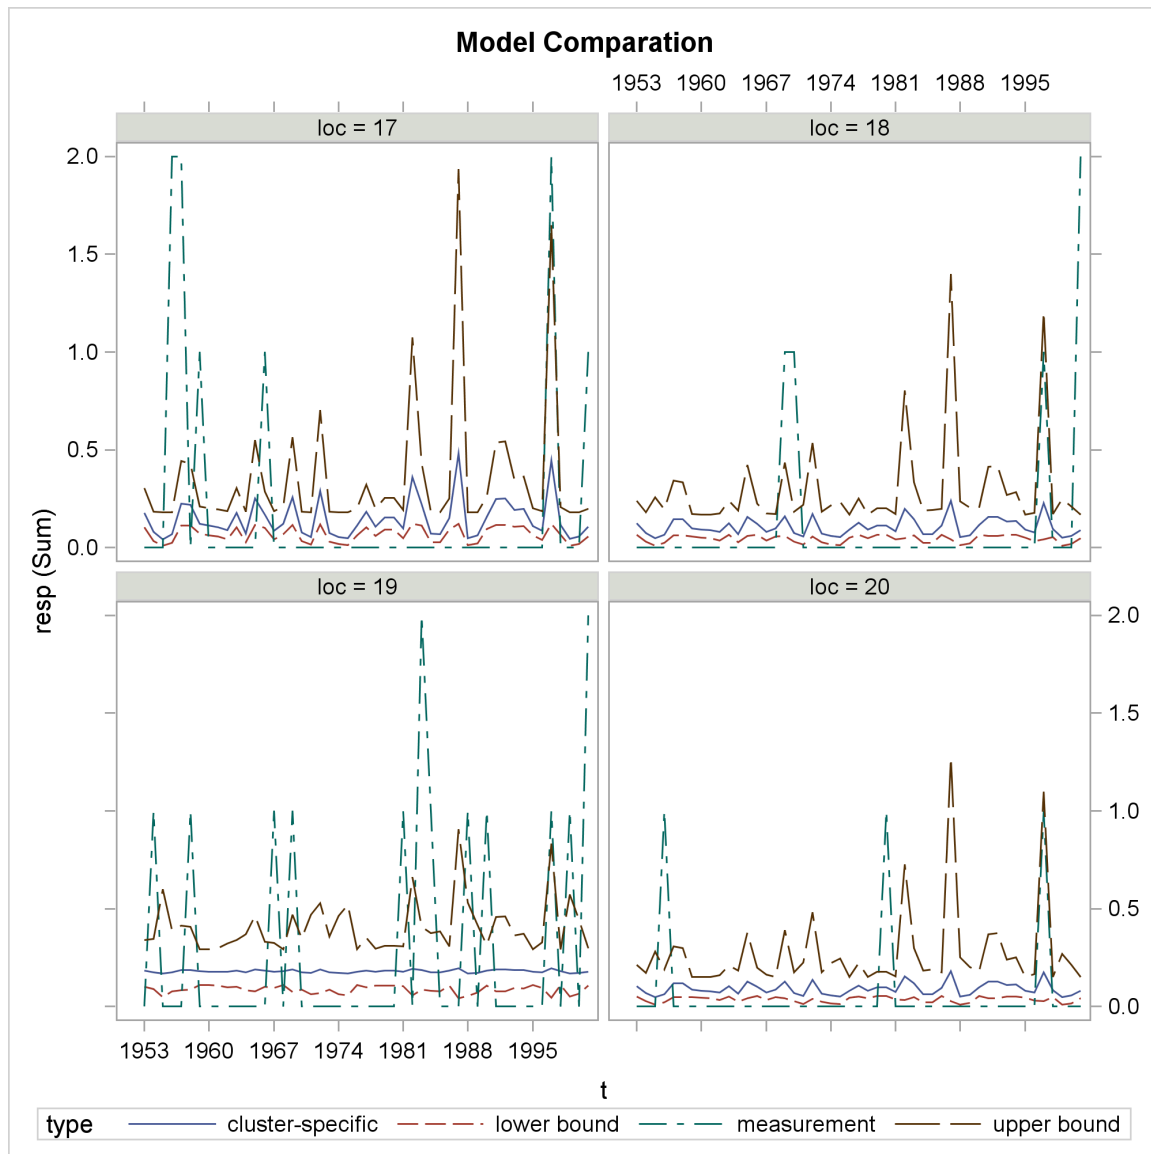 Model Comparation
1953 1960 1967 1974 1981 1988 1995
loc = 17
loc = 18
2.0
1.5
1.0
0.5
0.0
resp (Sum)
loc = 19
loc = 20
2.0
1.5
1.0
0.5
0.0
1953 1960 1967 1974 1981 1988 1995
t
type cluster-specific lower bound measurement upper bound